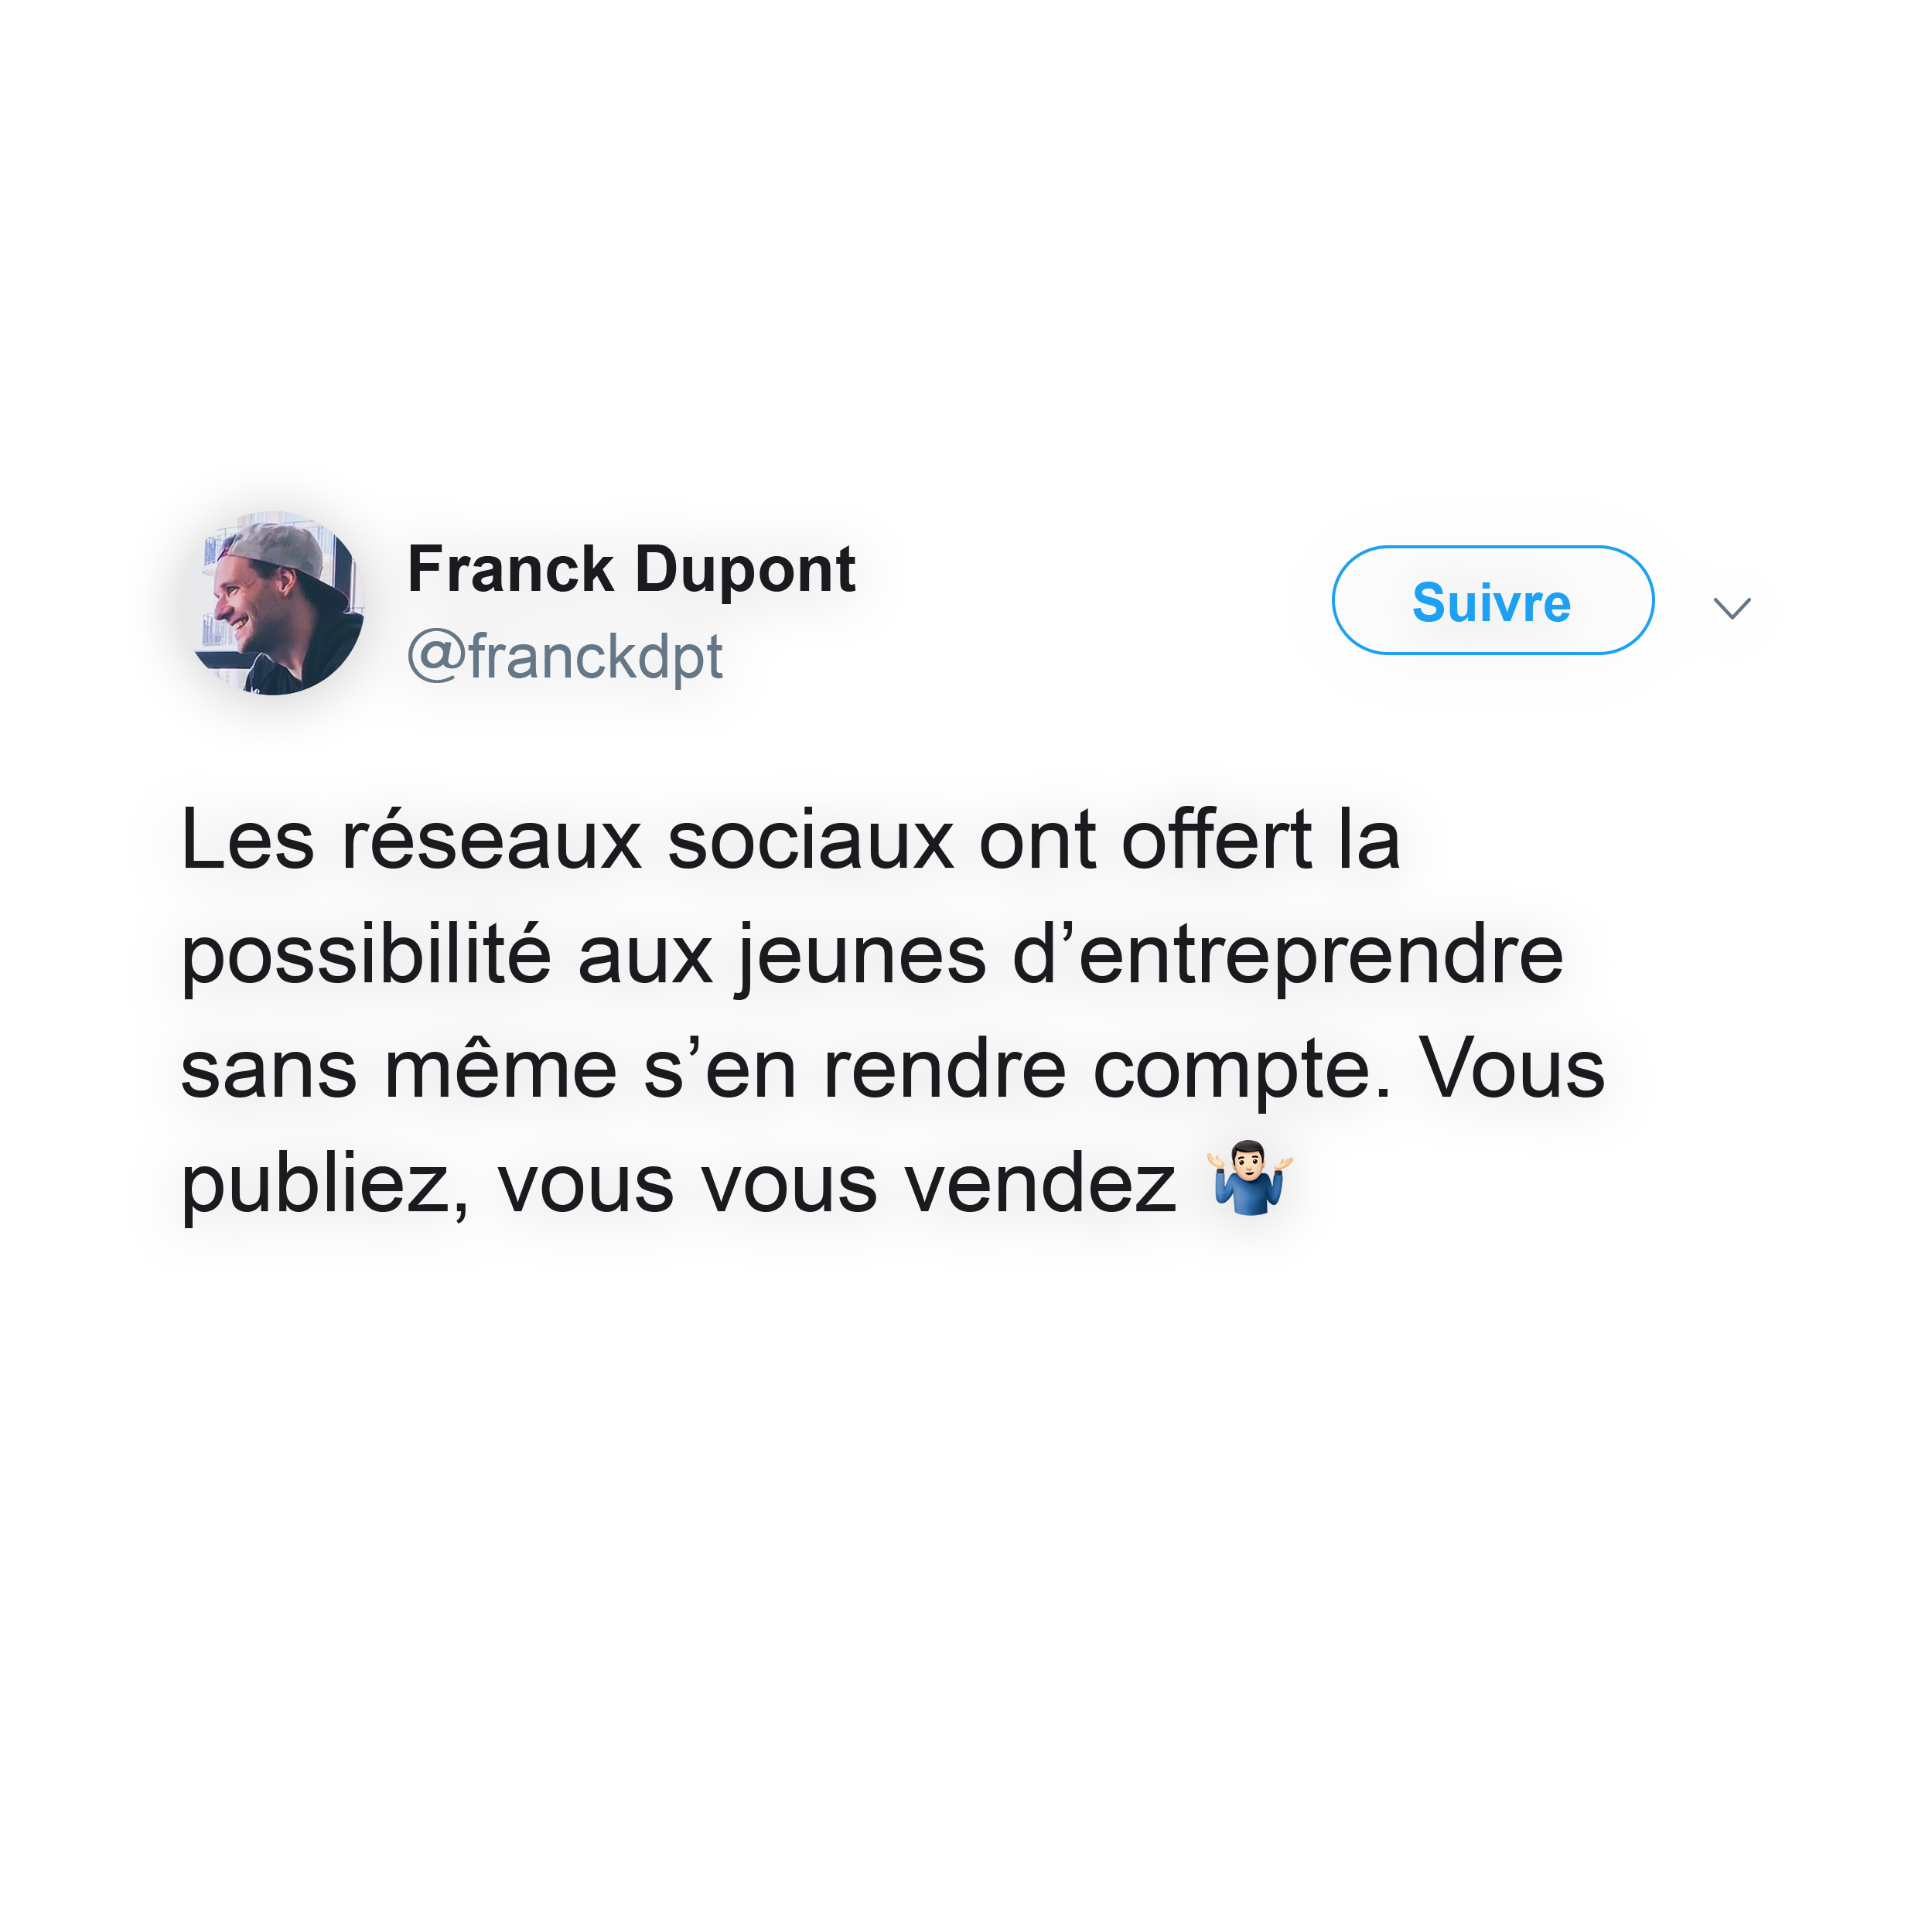 Franck Dupont
@franckdpt
Suivre
Les réseaux sociaux ont offert la
possibilité aux jeunes d’entreprendre
sans même s’en rendre compte. Vous
publiez, vous vous vendez 🤷🏻‍♂️